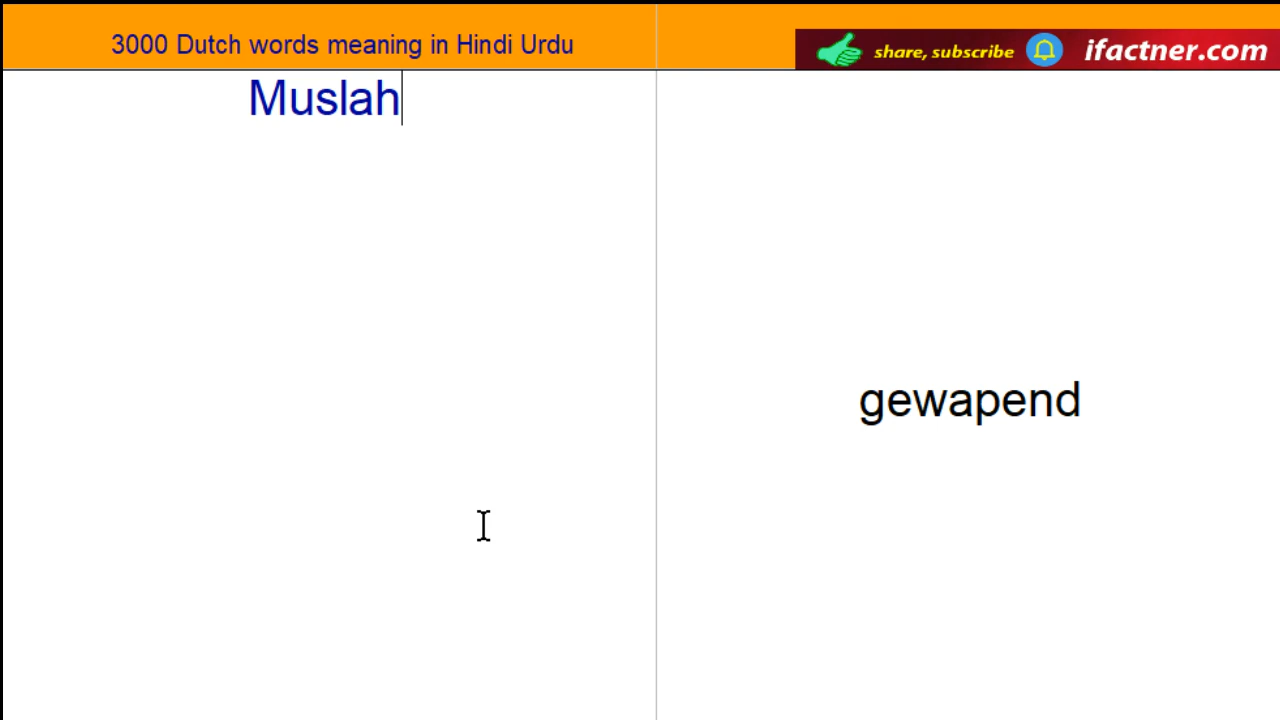 3000 Dutch words meaning in Hindi Urdu
share, subscribe
ifactner.com
Muslah
gewapend